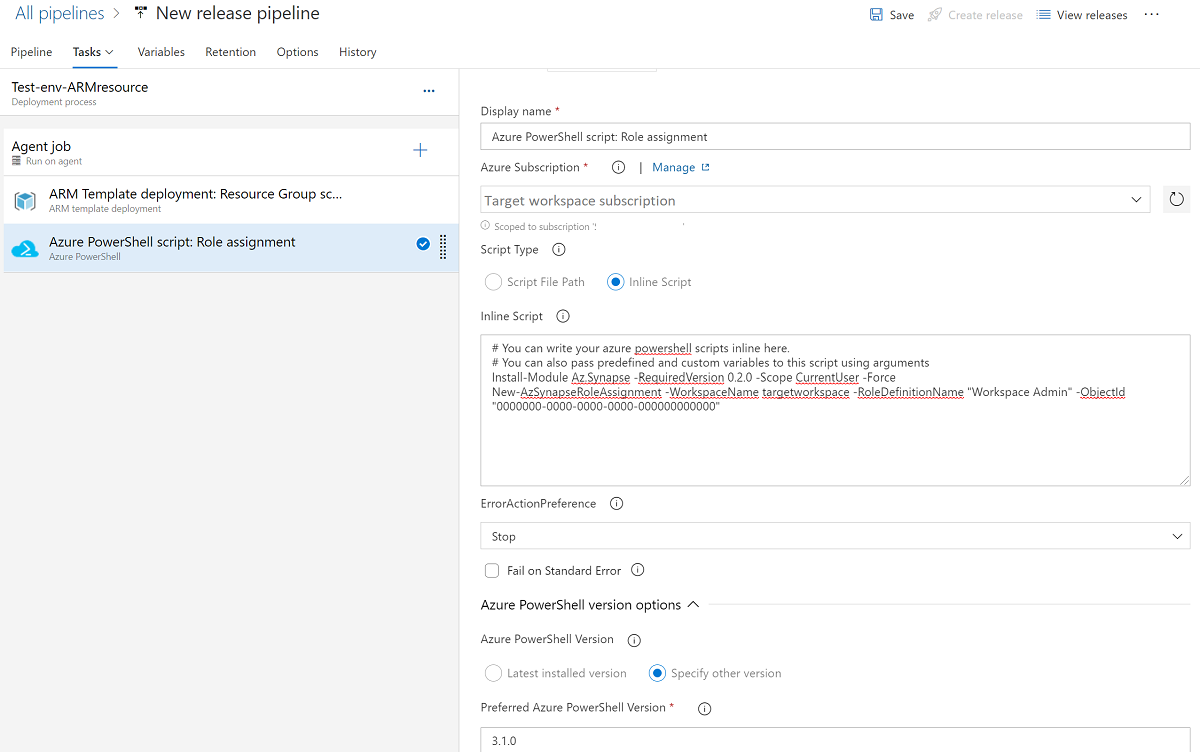 All pipelines > New release pipeline
Save Create release View releases ...
Pipeline Tasks Variables Retention Options History
Test-env-ARMresource
Deployment process
Agent job
Run on agent
ARM Template deployment: Resource Group sc...
ARM template deployment
Azure PowerShell script: Role assignment
Azure PowerShell
Display name *
Azure PowerShell script: Role assignment
Azure Subscription * | Manage
Target workspace subscription
Scoped to subscription '
Script Type
Script File Path Inline Script
Inline Script
# You can write your azure powershell scripts inline here.
# You can also pass predefined and custom variables to this script using arguments
Install-Module Az.Synapse -RequiredVersion 0.2.0 -Scope CurrentUser -Force
New-AzSynapseRoleAssignment -WorkspaceName targetworkspace -RoleDefinitionName "Workspace Admin" -ObjectId
"0000000-0000-0000-0000-000000000000"
ErrorActionPreference
Stop
Fail on Standard Error
Azure PowerShell version options
Azure PowerShell Version
Latest installed version Specify other version
Preferred Azure PowerShell Version *
3.1.0